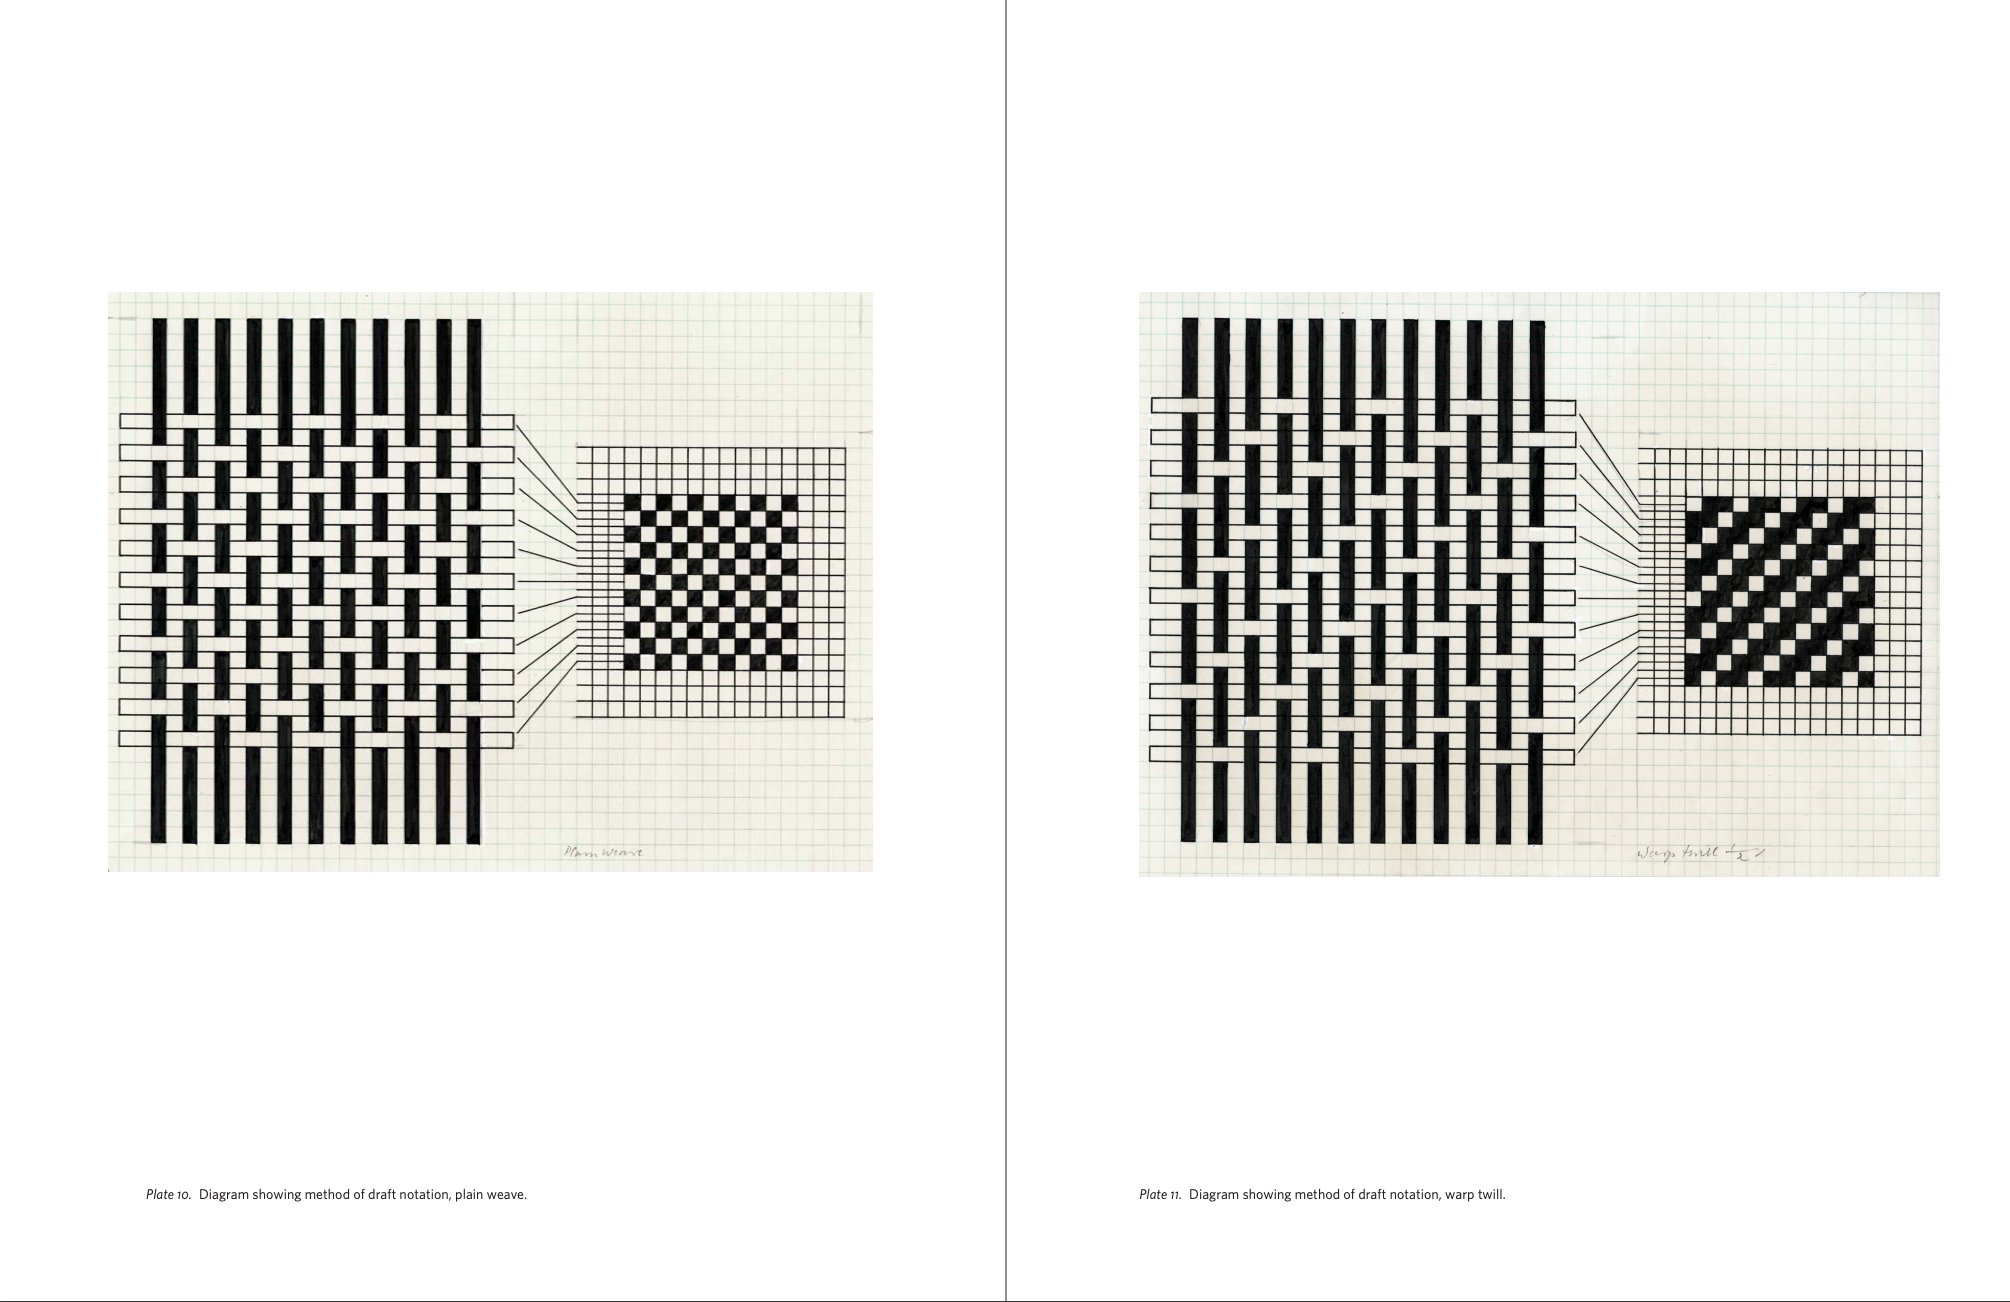 Plain weave
Warp twill 1/2 /
Plate 10. Diagram showing method of draft notation, plain weave.
Plate 11. Diagram showing method of draft notation, warp twill.